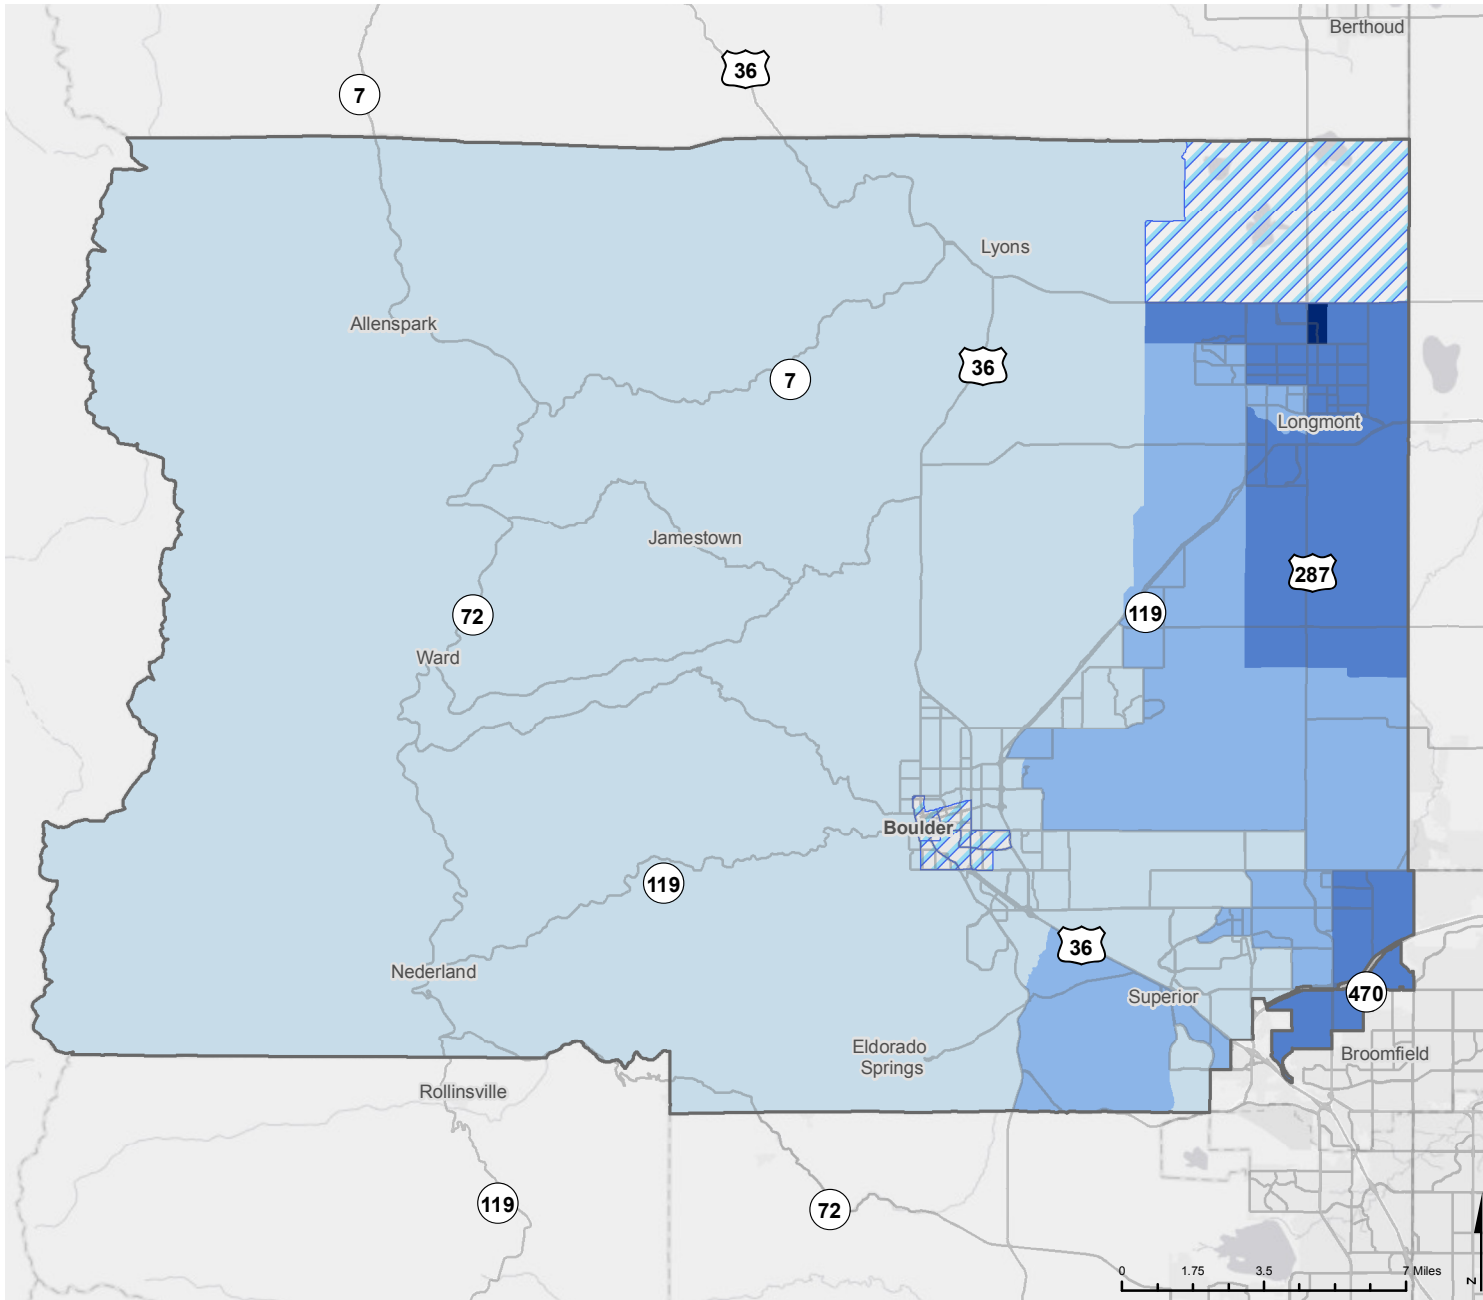 Berthoud
36
7
Lyons
Allenspark
36
7
Longmont
Jamestown
287
72
119
Ward
Boulder
119
36
Nederland
470
Superior
Eldorado
Springs
Broomfield
Rollinsville
119
72
0 1.75 3.5 7 Miles
N